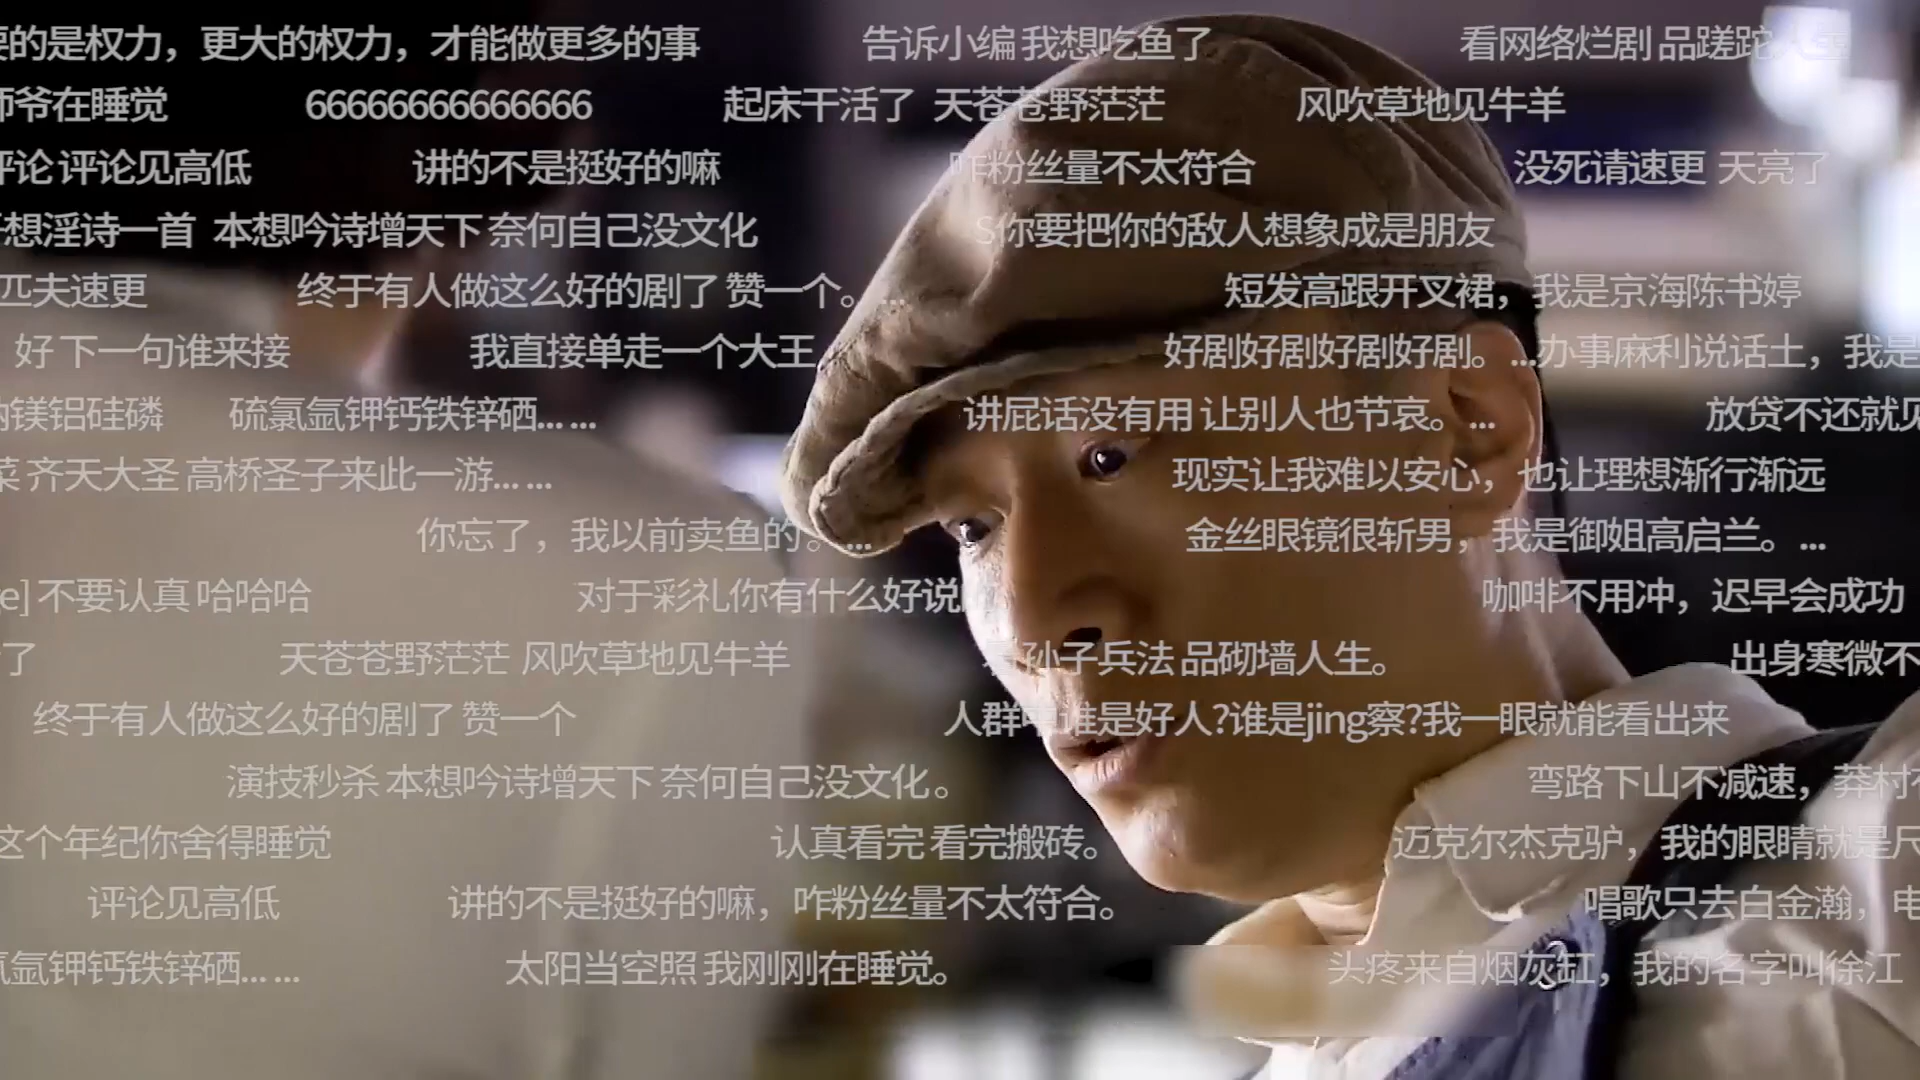 要的是权力，更大的权力，才能做更多的事 告诉小编 我想吃鱼了 看网络烂剧 品蹉跎人生
师爷在睡觉 66666666666666 起床干活了 天苍苍野茫茫 风吹草地见牛羊
评论 评论见高低 讲的不是挺好的嘛 咋粉丝量不太符合 没死请速更 天亮了
想淫诗一首 本想吟诗增天下 奈何自己没文化 S你要把你的敌人想象成是朋友
匹夫速更 终于有人做这么好的剧了 赞一个。... 短发高跟开叉裙，我是京海陈书婷
好 下一句谁来接 我直接单走一个大王 好剧好剧好剧好剧。...办事麻利说话土，我是
钠镁铝硅磷 硫氯氩钾钙铁锌硒... ... 讲屁话没有用 让别人也节哀。... 放贷不还就见
菜 齐天大圣 高桥圣子来此一游... ... 现实让我难以安心，也让理想渐行渐远
你忘了，我以前卖鱼的。... 金丝眼镜很斩男，我是御姐高启兰。...
e] 不要认真 哈哈哈 对于彩礼你有什么好说 咖啡不用冲，迟早会成功
了 天苍苍野茫茫 风吹草地见牛羊 看孙子兵法 品砌墙人生。 出身寒微不
终于有人做这么好的剧了 赞一个 人群中谁是好人?谁是jing察?我一眼就能看出来
演技秒杀 本想吟诗增天下 奈何自己没文化。 弯路下山不减速，莽村
这个年纪你舍得睡觉 认真看完 看完搬砖。 迈克尔杰克驴，我的眼睛就是尺
评论见高低 讲的不是挺好的嘛，咋粉丝量不太符合。 唱歌只去白金瀚，电
氯氩钾钙铁锌硒... ... 太阳当空照 我刚刚在睡觉。 头疼来自烟灰缸，我的名字叫徐江